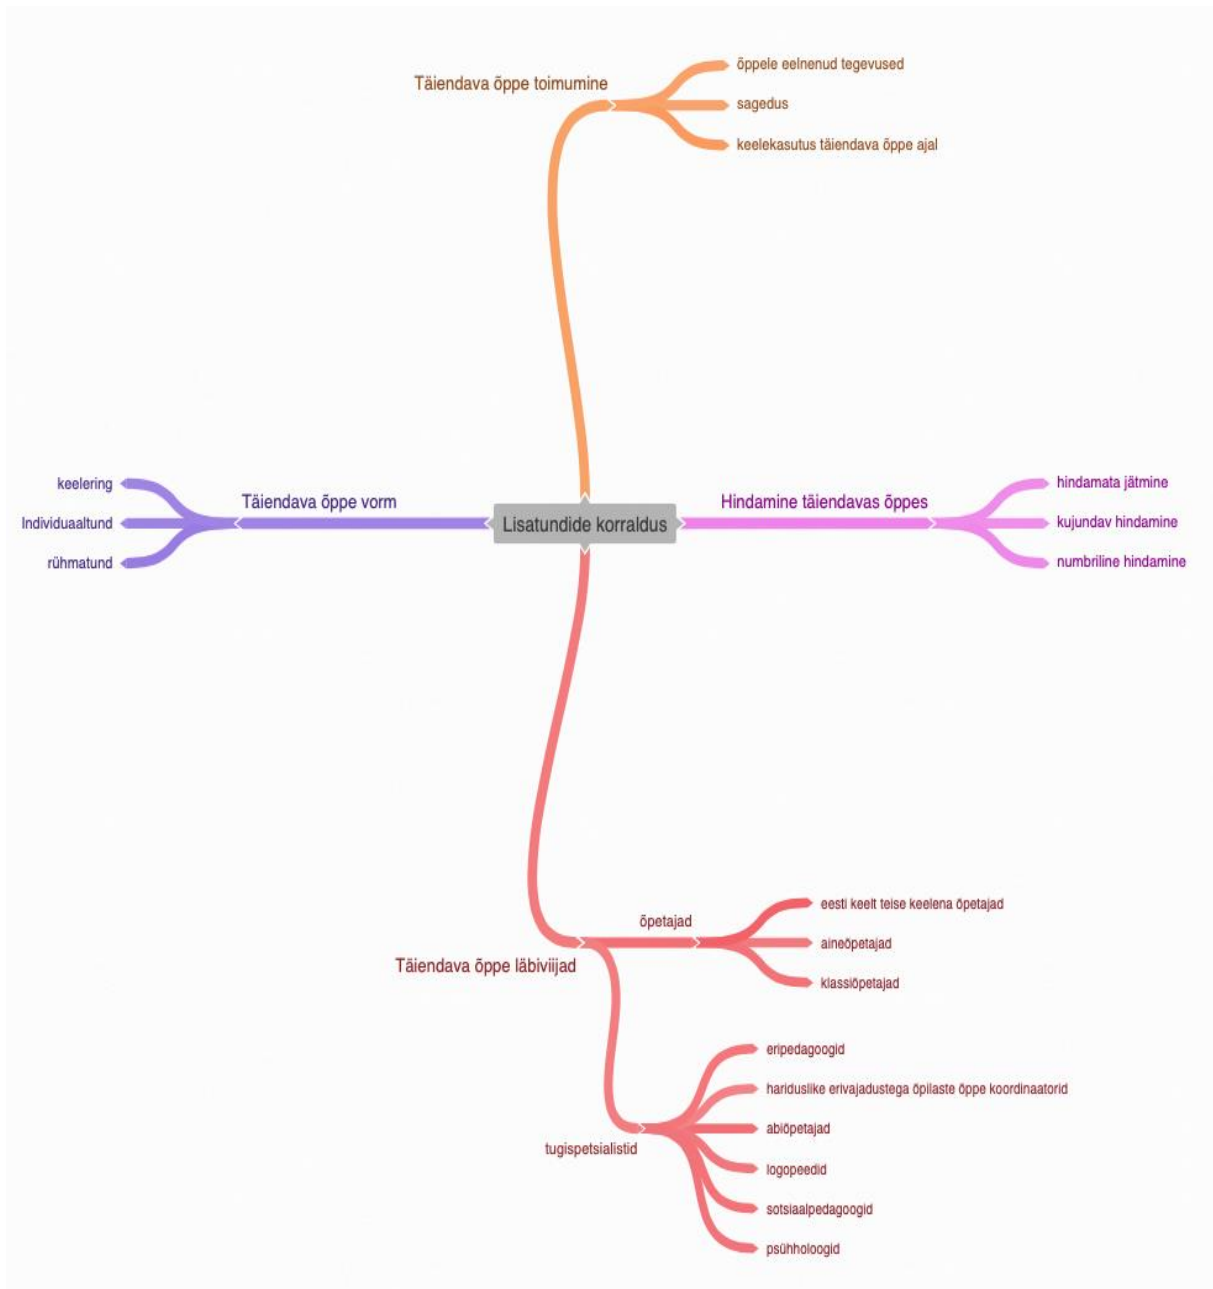 Täiendava õppe toimumine
õppele eelnenud tegevused
sagedus
keelekasutus täiendava õppe ajal
Täiendava õppe vorm
keelering
Individuaaltund
rühmatund
Lisatundide korraldus
Hindamine täiendavas õppes
hindamata jätmine
kujundav hindamine
numbriline hindamine
Täiendava õppe läbiviijad
õpetajad
eesti keelt teise keelena õpetajad
aineõpetajad
klassiõpetajad
tugispetsialistid
eripedagoogid
hariduslike erivajadustega õpilaste õppe koordinaatorid
abiõpetajad
logopeedid
sotsiaalpedagoogid
psühholoogid